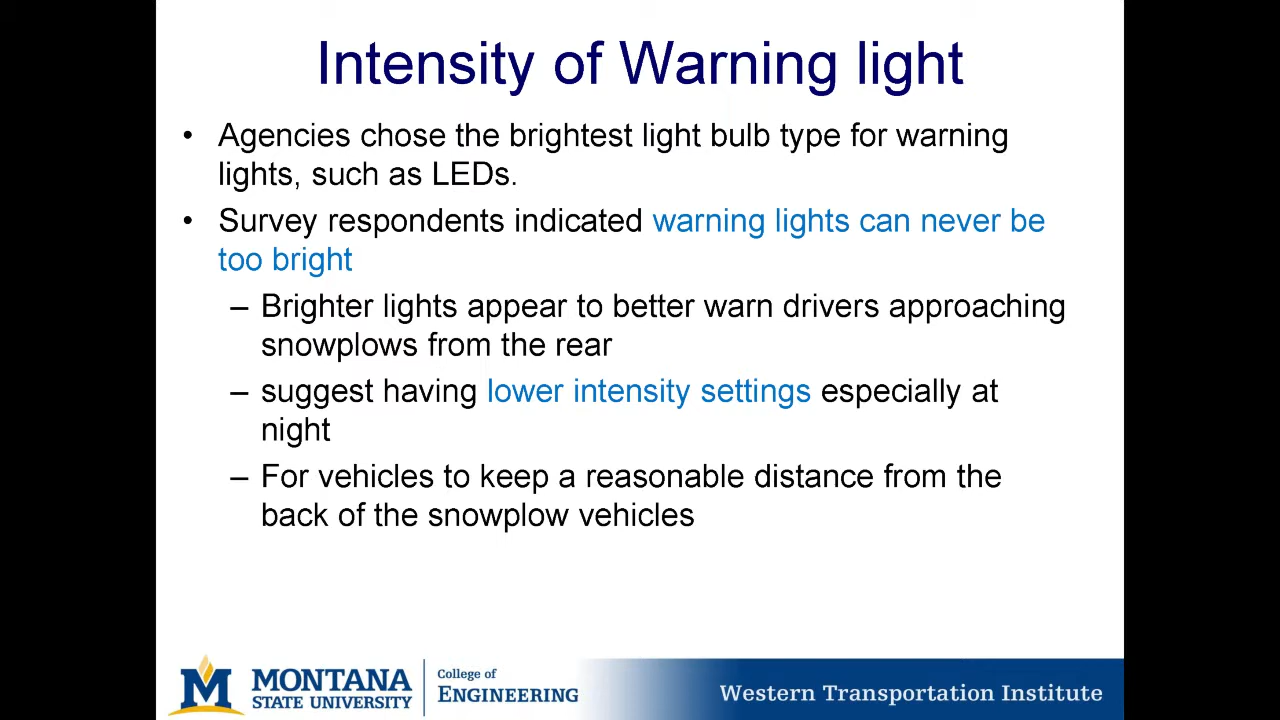 Intensity of Warning light
• Agencies chose the brightest light bulb type for warning
lights, such as LEDs.
• Survey respondents indicated warning lights can never be
too bright
– Brighter lights appear to better warn drivers approaching
snowplows from the rear
– suggest having lower intensity settings especially at
night
– For vehicles to keep a reasonable distance from the
back of the snowplow vehicles
M
MONTANA
STATE UNIVERSITY
College of
ENGINEERING
Western Transportation Institute